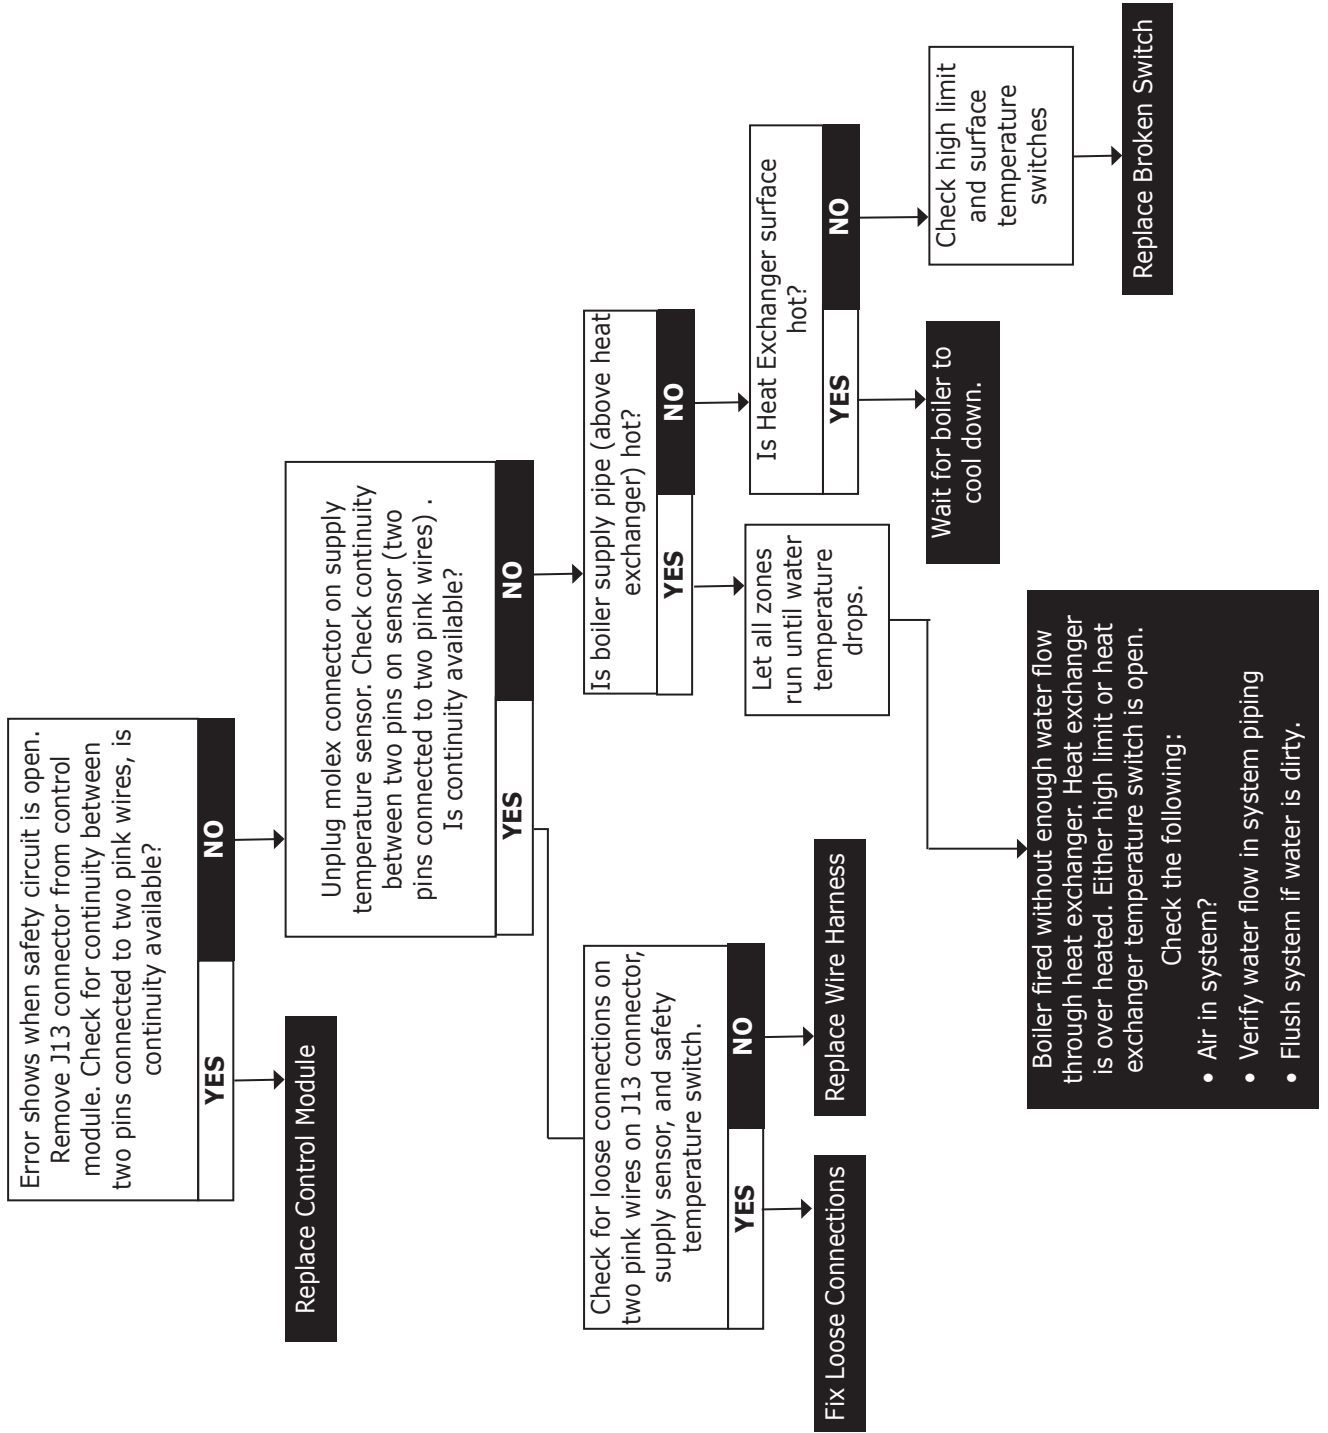 Error shows when safety circuit is open.
Remove J13 connector from control
module. Check for continuity between
two pins connected to two pink wires, is
continuity available?
YES
NO
Replace Control Module
Unplug molex connector on supply
temperature sensor. Check continuity
between two pins on sensor (two
pins connected to two pink wires) .
Is continuity available?
YES
NO
Check for loose connections on
two pink wires on J13 connector,
supply sensor, and safety
temperature switch.
YES
NO
Fix Loose Connections
Replace Wire Harness
Is boiler supply pipe (above heat
exchanger) hot?
YES
NO
Let all zones
run until water
temperature
drops.
Boiler fired without enough water flow
through heat exchanger. Heat exchanger
is over heated. Either high limit or heat
exchanger temperature switch is open.
Check the following:
• Air in system?
• Verify water flow in system piping
• Flush system if water is dirty.
Is Heat Exchanger surface
hot?
YES
NO
Wait for boiler to
cool down.
Check high limit
and surface
temperature
switches
Replace Broken Switch